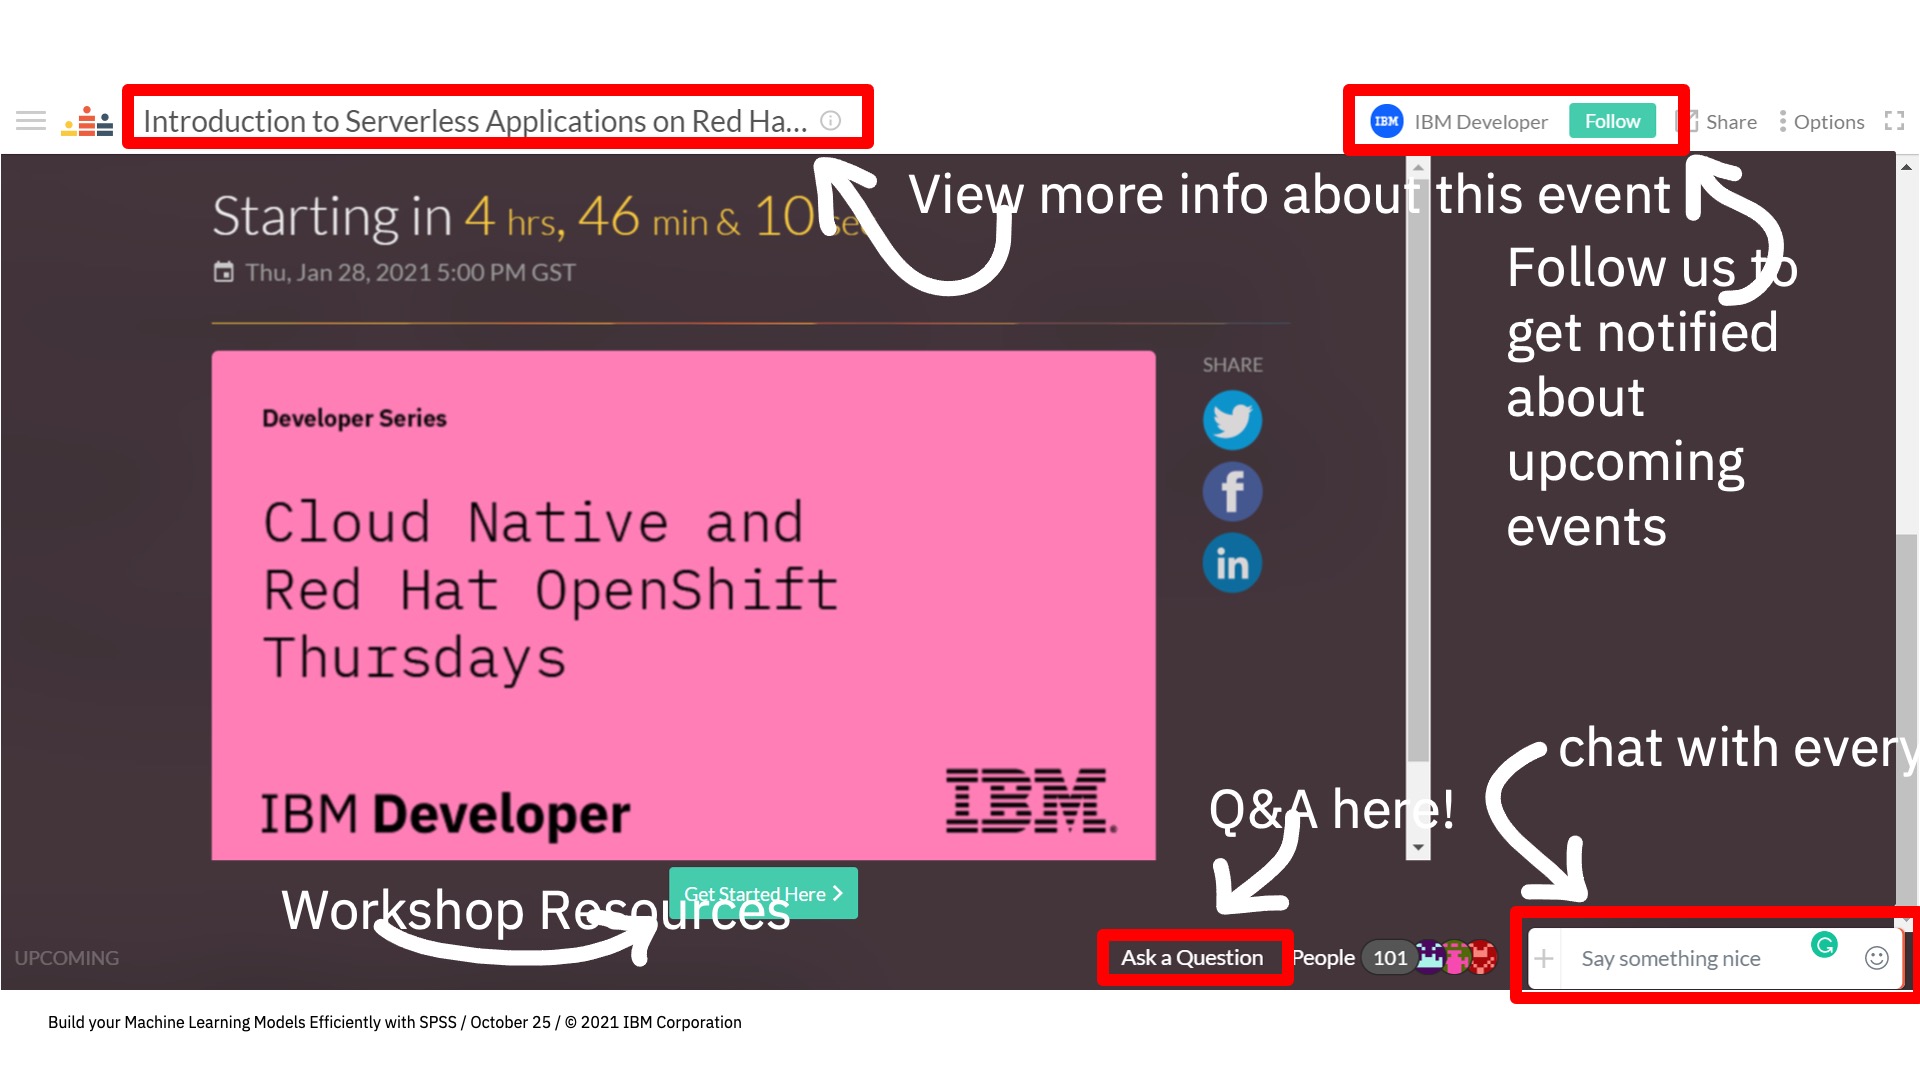 Introduction to Serverless Applications on Red Ha...
IBM
IBM Developer
Follow
Share
Options
View more info about this event
Starting in 4 hrs, 46 min & 10
Thu, Jan 28, 2021 5:00 PM GST
Follow us to
get notified
about
upcoming
events
SHARE
Developer Series
Cloud Native and
Red Hat OpenShift
Thursdays
IBM Developer
IBM
chat with every
Q&A here!
Get Started Here
Workshop Resources
UPCOMING
Ask a Question
People
101
Say something nice
Build your Machine Learning Models Efficiently with SPSS / October 25 / © 2021 IBM Corporation